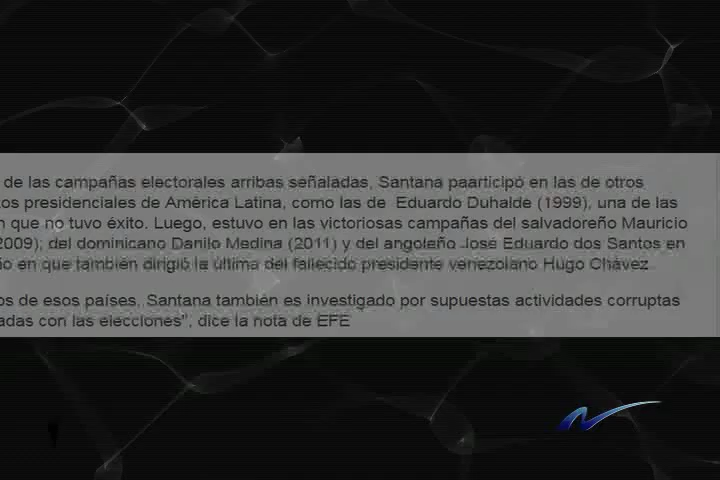 de las campañas electorales arribas señaladas, Santana paarticipó en las de otros
os presidenciales de América Latina, como las de Eduardo Duhalde (1999), una de las
que no tuvo éxito. Luego, estuvo en las victoriosas campañas del salvadoreño Mauricio
2009); del dominicano Danilo Medina (2011) y del angoleño José Eduardo dos Santos en
o en que también dirigió la última del fallecido presidente venezolano Hugo Chávez.
os de esos países, Santana también es investigado por supuestas actividades corruptas
adas con las elecciones", dice la nota de EFE